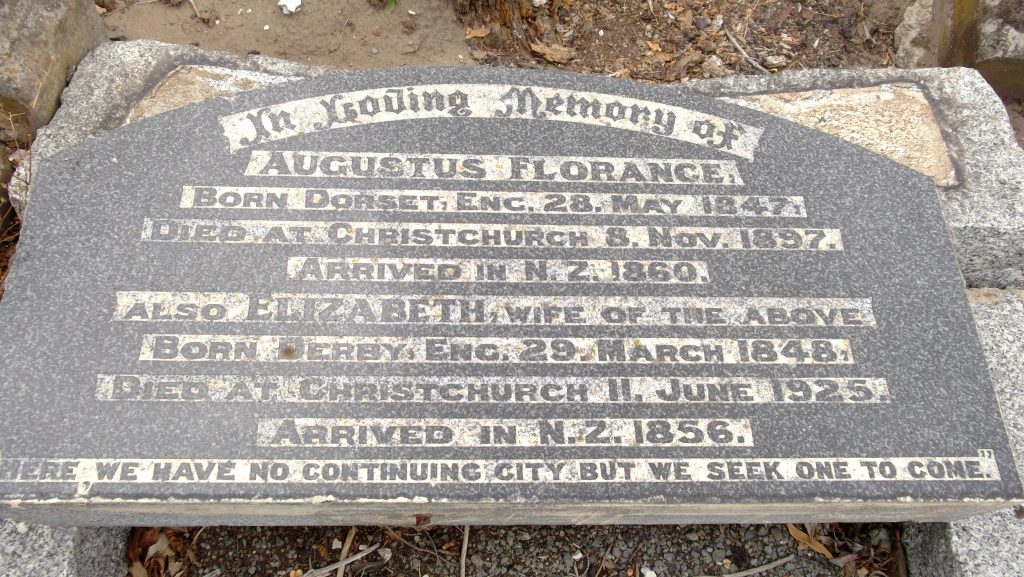 In Loving Memory of
AUGUSTUS FLORANCE.
BORN DORSET, ENG. 28. MAY 1847.
DIED AT CHRISTCHURCH 8. NOV. 1897.
ARRIVED IN N.Z. 1860.
ALSO ELIZABETH, WIFE OF THE ABOVE
BORN DERBY, ENG. 29. MARCH 1848,
DIED AT CHRISTCHURCH 11. JUNE 1925.
ARRIVED IN N.Z. 1856.
HERE WE HAVE NO CONTINUING CITY, BUT WE SEEK ONE TO COME."